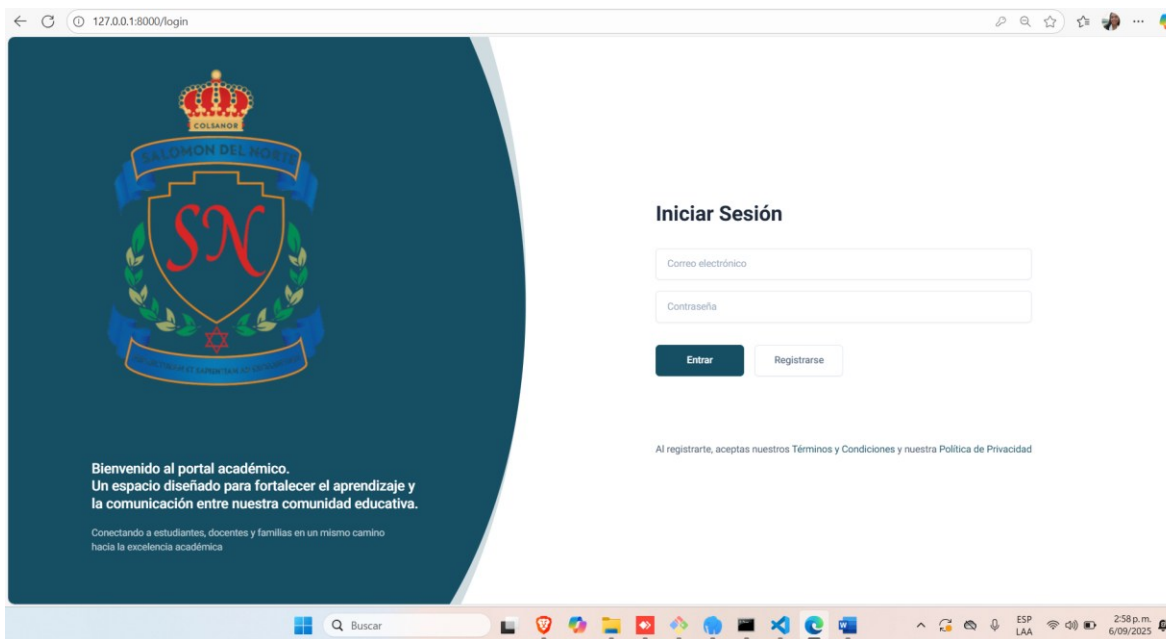 127.0.0.1:8000/login
COLSANOR
SALOMON DEL NORTE
SN
Bienvenido al portal académico.
Un espacio diseñado para fortalecer el aprendizaje y
la comunicación entre nuestra comunidad educativa.
Conectando a estudiantes, docentes y familias en un mismo camino
hacia la excelencia académica
Iniciar Sesión
Correo electrónico
Contraseña
Entrar
Registrarse
Al registrarte, aceptas nuestros Términos y Condiciones y nuestra Política de Privacidad
Buscar
ESP
LAA
2:58 p. m.
6/09/2025